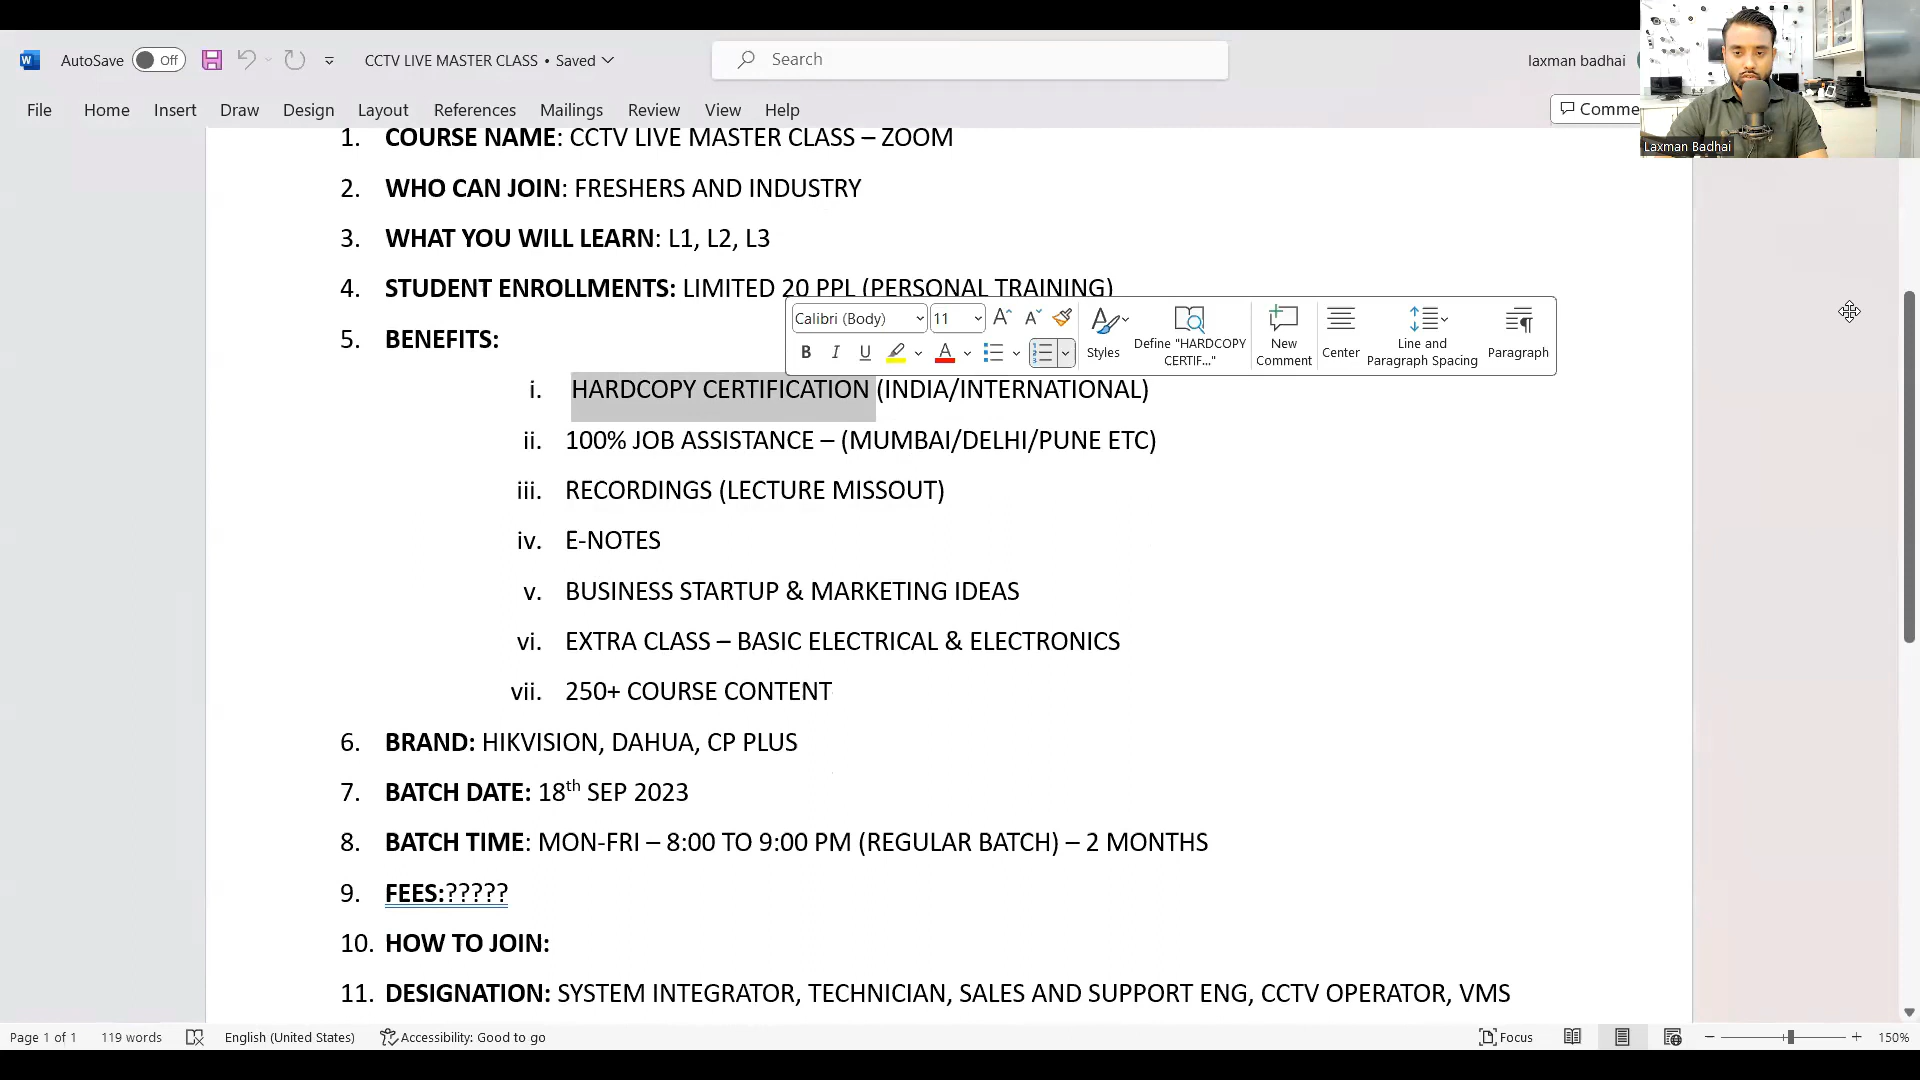 AutoSave Off CCTV LIVE MASTER CLASS • Saved Search laxman badhai
File Home Insert Draw Design Layout References Mailings Review View Help Comme
Laxman Badhai
1. COURSE NAME: CCTV LIVE MASTER CLASS – ZOOM
2. WHO CAN JOIN: FRESHERS AND INDUSTRY
3. WHAT YOU WILL LEARN: L1, L2, L3
4. STUDENT ENROLLMENTS: LIMITED 20 PPL (PERSONAL TRAINING)
Calibri (Body) 11
B I U A Styles Define "HARDCOPY CERTIF..." New Comment Center Line and Paragraph Spacing Paragraph
5. BENEFITS:
i. HARDCOPY CERTIFICATION (INDIA/INTERNATIONAL)
ii. 100% JOB ASSISTANCE – (MUMBAI/DELHI/PUNE ETC)
iii. RECORDINGS (LECTURE MISSOUT)
iv. E-NOTES
v. BUSINESS STARTUP & MARKETING IDEAS
vi. EXTRA CLASS – BASIC ELECTRICAL & ELECTRONICS
vii. 250+ COURSE CONTENT
6. BRAND: HIKVISION, DAHUA, CP PLUS
7. BATCH DATE: 18th SEP 2023
8. BATCH TIME: MON-FRI – 8:00 TO 9:00 PM (REGULAR BATCH) – 2 MONTHS
9. FEES:?????
10. HOW TO JOIN:
11. DESIGNATION: SYSTEM INTEGRATOR, TECHNICIAN, SALES AND SUPPORT ENG, CCTV OPERATOR, VMS
Page 1 of 1 119 words English (United States) Accessibility: Good to go Focus 150%